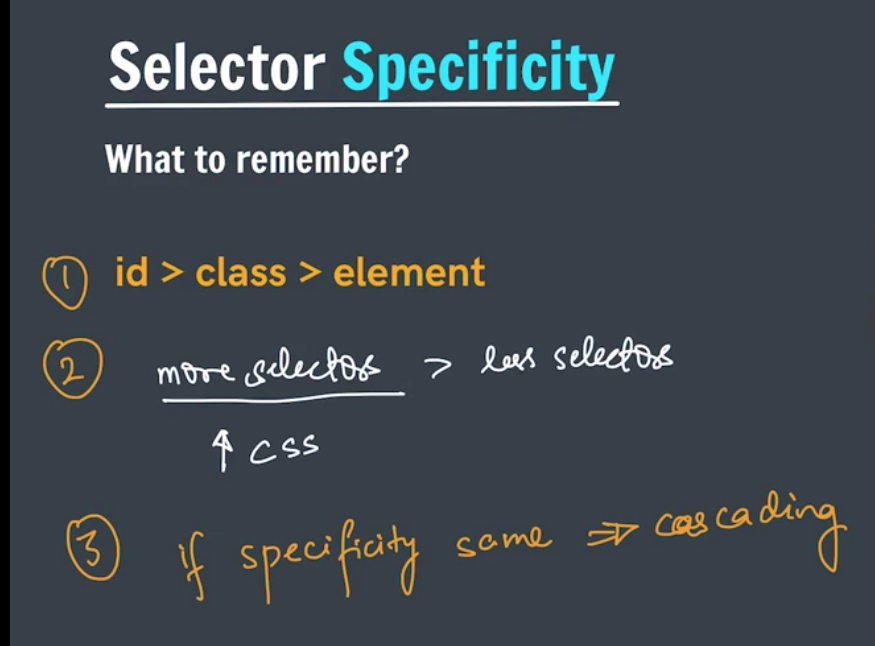 Selector Specificity
What to remember?
1 id > class > element
2 more selectors > less selectors
↑ CSS
3 if specificity same ⇒ cascading